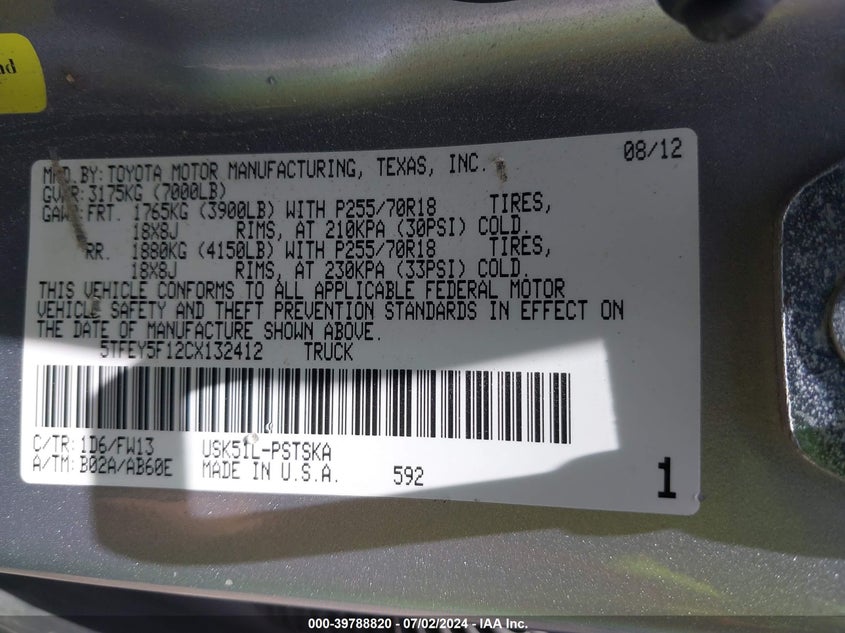 nd
08/12
MFD.BY:TOYOTA MOTOR MANUFACTURING, TEXAS, INC.
GVWR:3175KG (7000LB)
GAWR:FRT. 1765KG (3900LB) WITH P255/70R18 TIRES,
18X8J RIMS, AT 210KPA (30PSI) COLD.
RR. 1880KG (4150LB) WITH P255/70R18 TIRES,
18X8J RIMS, AT 230KPA (33PSI) COLD.
THIS VEHICLE CONFORMS TO ALL APPLICABLE FEDERAL MOTOR
VEHICLE SAFETY AND THEFT PREVENTION STANDARDS IN EFFECT ON
THE DATE OF MANUFACTURE SHOWN ABOVE.
5TFEY5F12CX132412 TRUCK
C/TR:1D6/FW13 USK51L-PSTSKA
A/TM:B02A/AB60E MADE IN U.S.A. 592 1
000-39788820 - 07/02/2024 - IAA Inc.